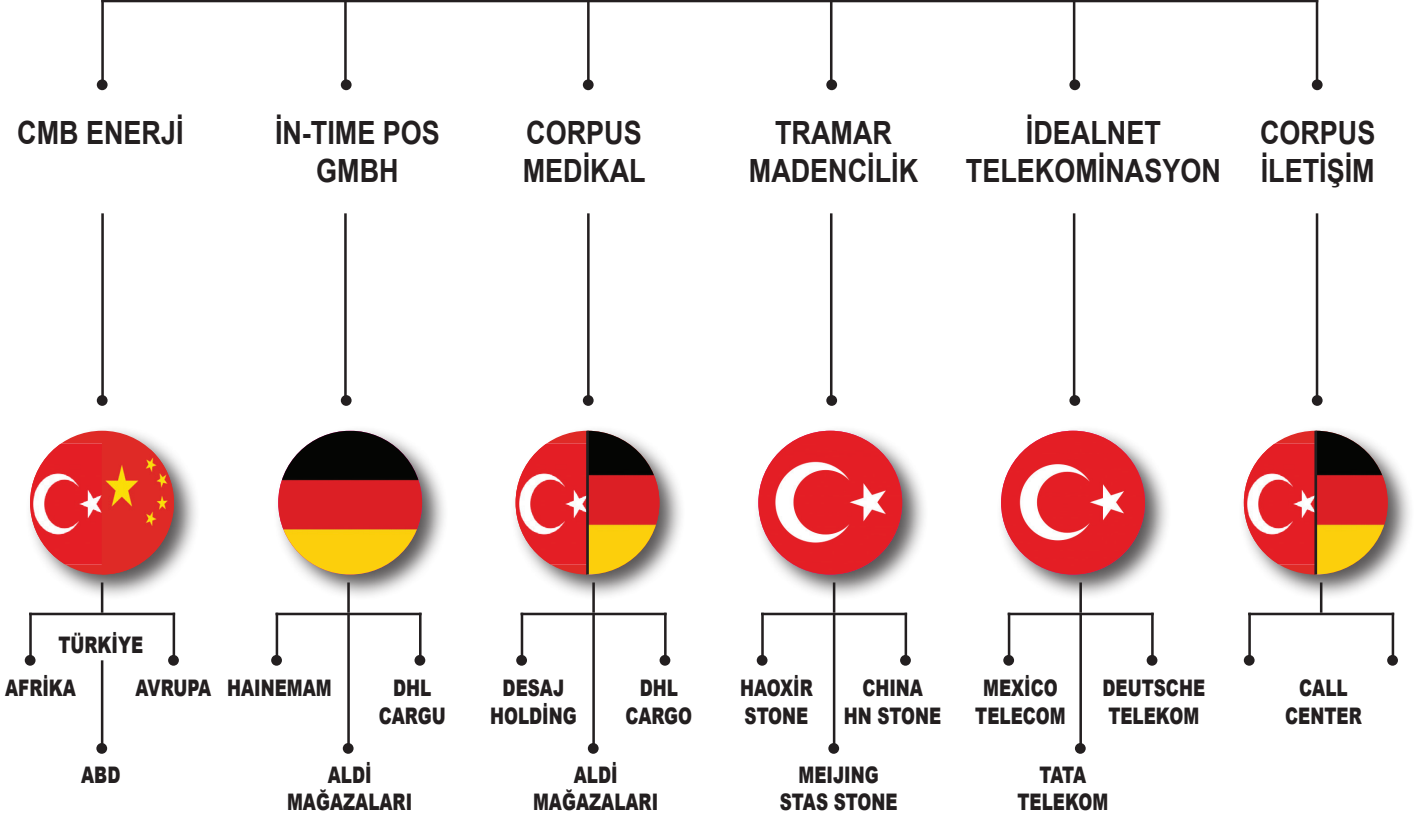 CMB ENERJİ
İN-TIME POS
GMBH
CORPUS
MEDİKAL
TRAMAR
MADENCİLİK
İDEALNET
TELEKOMİNASYON
CORPUS
İLETİŞİM
TÜRKİYE
AFRİKA
AVRUPA
ABD
HAINEMAM
DHL
CARGU
ALDİ
MAĞAZALARI
DESAJ
HOLDİNG
DHL
CARGO
ALDİ
MAĞAZALARI
HAOXİR
STONE
CHINA
HN STONE
MEIJING
STAS STONE
MEXİCO
TELECOM
DEUTSCHE
TELEKOM
TATA
TELEKOM
CALL
CENTER